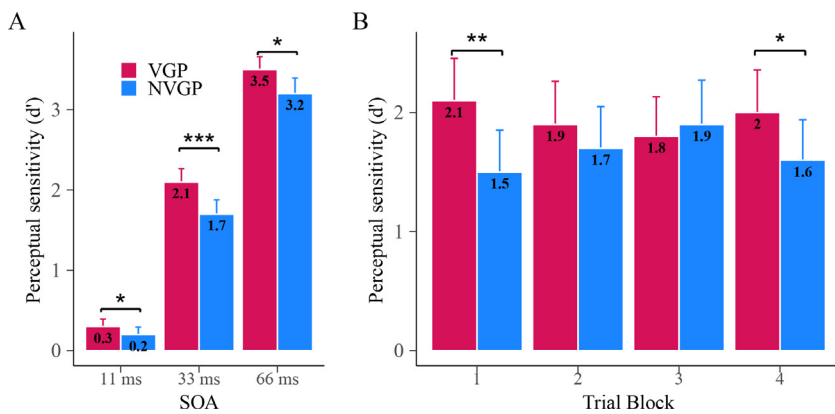 A
B
VGP
NVGP
Perceptual sensitivity (d')
3
2
1
0
*
***
*
0.3
0.2
2.1
1.7
3.5
3.2
11 ms
33 ms
66 ms
SOA
Perceptual sensitivity (d')
2
1
0
**
*
2.1
1.5
1.9
1.7
1.8
1.9
2
1.6
1
2
3
4
Trial Block